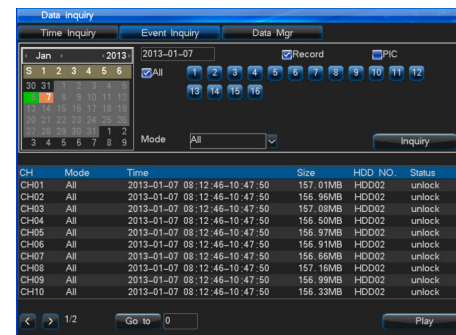 Data Inquiry
Time Inquiry Event Inquiry Data Mgr
Jan 2013 2013-01-07 Record PIC
S 1 2 3 4 5 6 All 1 2 3 4 5 6 7 8 9 10 11 12
30 31 1 2 3 4 5 13 14 15 16
6 7 8 9 10 11 12
13 14 15 16 17 18 19
20 21 22 23 24 25 26
27 28 29 30 31 1 2
3 4 5 6 7 8 9 Mode All Inquiry
CH Mode Time Size HDD NO. Status
CH01 All 2013-01-07 08:12:46-10:47:50 157.01MB HDD02 unlock
CH02 All 2013-01-07 08:12:46-10:47:50 156.96MB HDD02 unlock
CH03 All 2013-01-07 08:12:46-10:47:50 157.08MB HDD02 unlock
CH04 All 2013-01-07 08:12:46-10:47:50 156.50MB HDD02 unlock
CH05 All 2013-01-07 08:12:46-10:47:50 156.97MB HDD02 unlock
CH06 All 2013-01-07 08:12:46-10:47:50 156.91MB HDD02 unlock
CH07 All 2013-01-07 08:12:46-10:47:50 156.66MB HDD02 unlock
CH08 All 2013-01-07 08:12:46-10:47:50 157.16MB HDD02 unlock
CH09 All 2013-01-07 08:12:46-10:47:50 156.99MB HDD02 unlock
CH10 All 2013-01-07 08:12:46-10:47:50 156.33MB HDD02 unlock
< > 1/2 Go to 0 Play